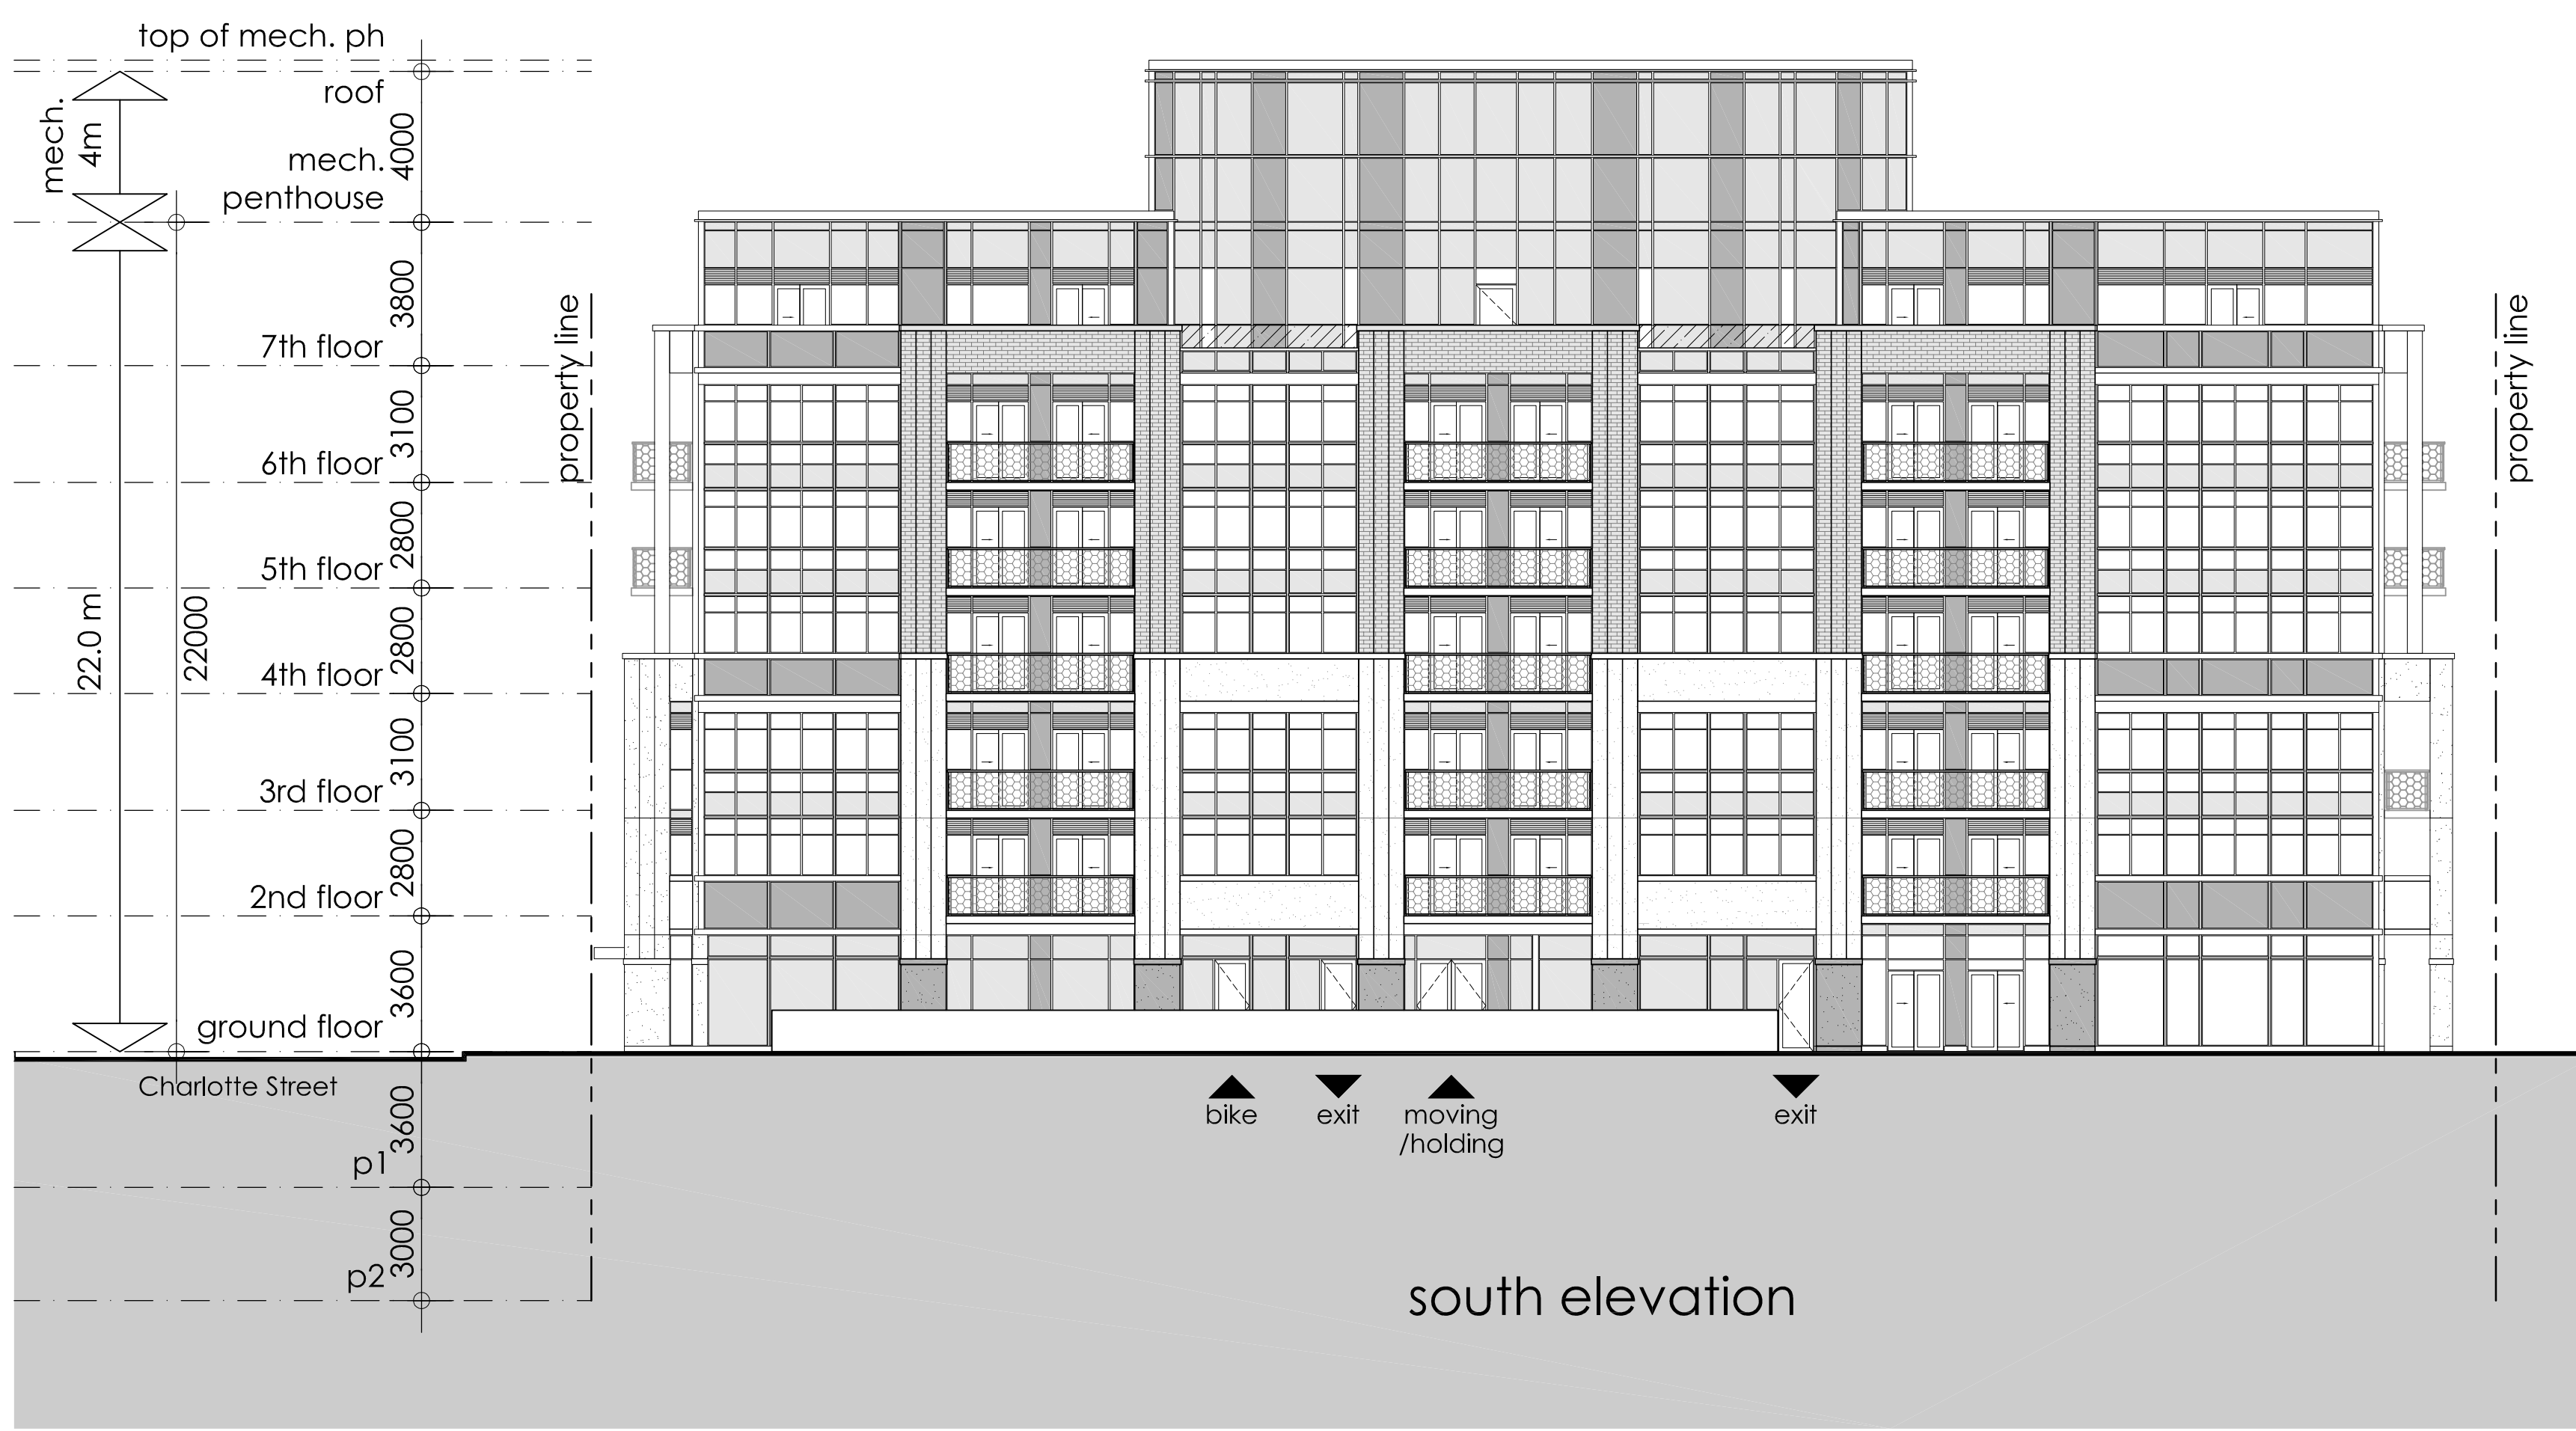 top of mech. ph
roof
mech.
4m
4000
mech.
penthouse
3800
7th floor
3100
6th floor
2800
5th floor
2800
4th floor
3100
3rd floor
2800
2nd floor
3600
ground floor
22.0 m
22000
Charlotte Street
3600
p1
3000
p2
property line
property line
bike
exit
moving
/holding
exit
south elevation